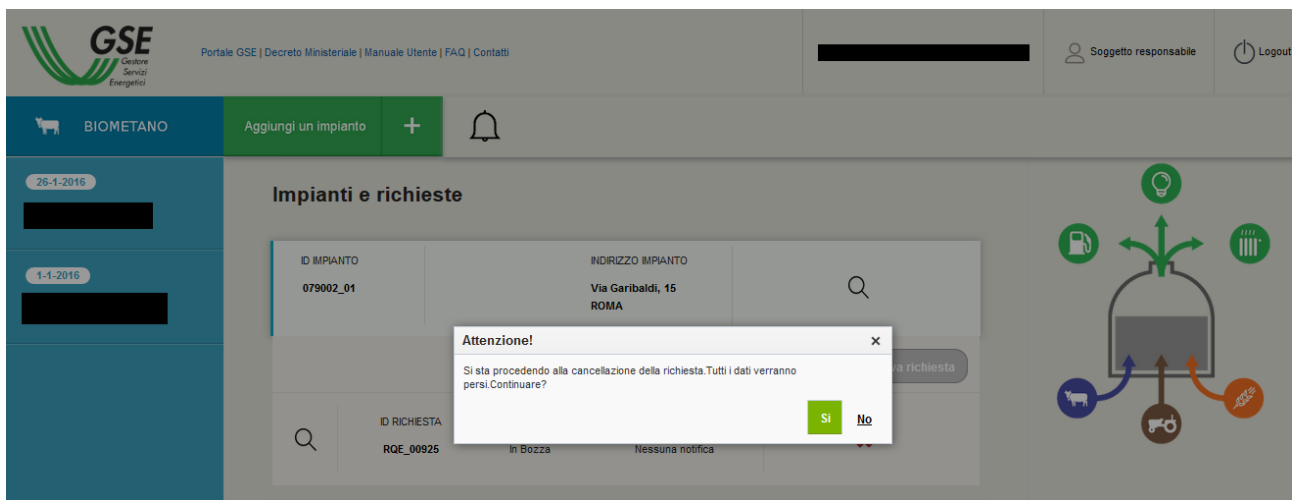 GSE
Gestore
Servizi
Energetici
Portale GSE | Decreto Ministeriale | Manuale Utente | FAQ | Contatti
Soggetto responsabile
Logout
BIOMETANO
Aggiungi un impianto +
26-1-2016
1-1-2016
Impianti e richieste
ID IMPIANTO
079002_01
INDIRIZZO IMPIANTO
Via Garibaldi, 15
ROMA
Attenzione!
Si sta procedendo alla cancellazione della richiesta.Tutti i dati verranno
persi.Continuare?
Si No
richiesta
ID RICHIESTA
RQE_00925
In Bozza
Nessuna notifica